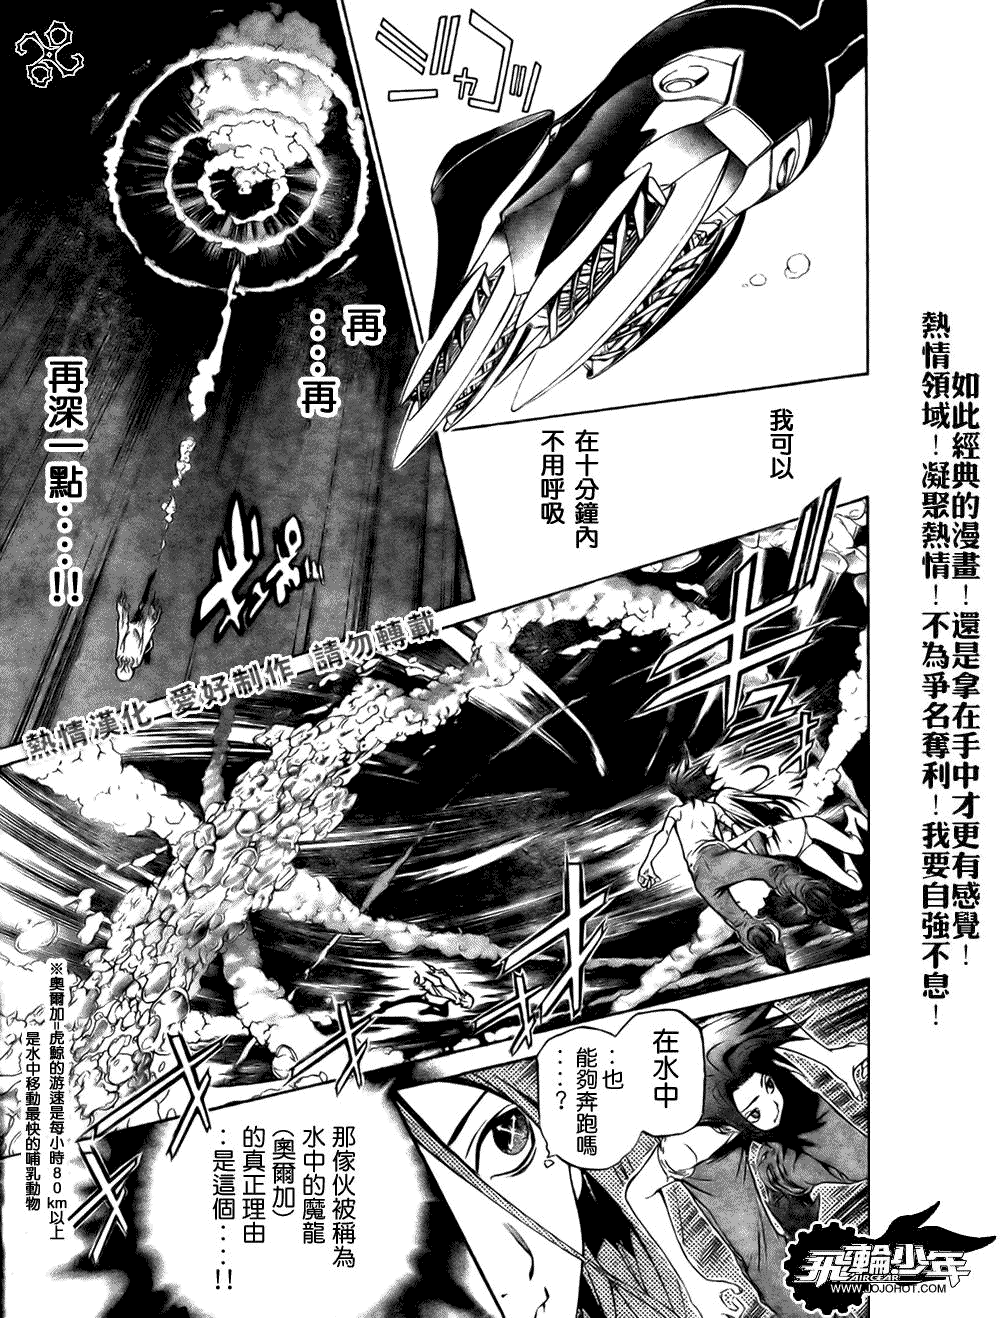 ジャコッ
我可以
在十分鐘內
不用呼吸
再
……再
再深一點……!!
熱情漢化 愛好制作 請勿轉載
在水中
…也
能夠奔跑嗎
…?
那傢伙被稱為
水中的魔龍
(奧爾加)
的真正理由
…是這個…!!
※奧爾加=虎鯨的游速是每小時80km以上
是水中移動最快的哺乳動物
如此經典的漫畫!還是拿在手中才更有感覺!
熱情領域!凝聚熱情!不為爭名奪利!我要自強不息!
飛輪少年
AIR GEAR
WWW.JOJOHOT.COM